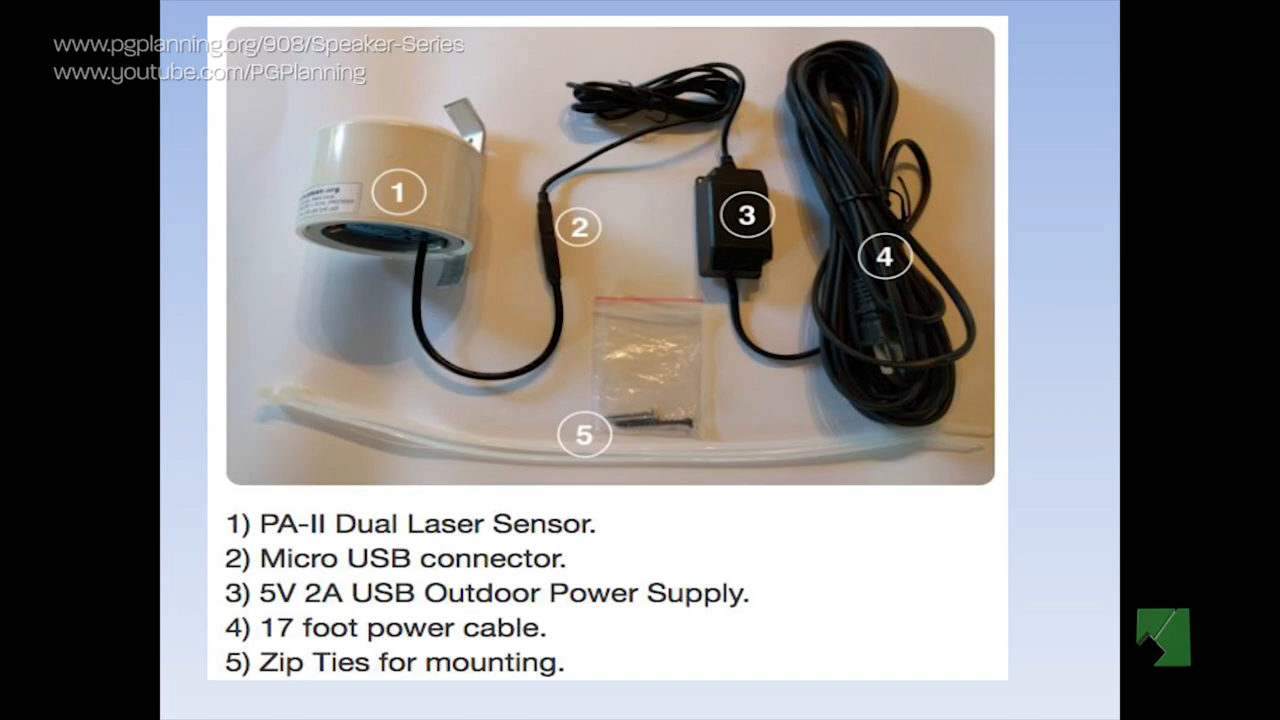 www.pgplanning.org/908/Speaker-Series
www.youtube.com/PGPlanning
1
2
3
4
5
1) PA-II Dual Laser Sensor.
2) Micro USB connector.
3) 5V 2A USB Outdoor Power Supply.
4) 17 foot power cable.
5) Zip Ties for mounting.